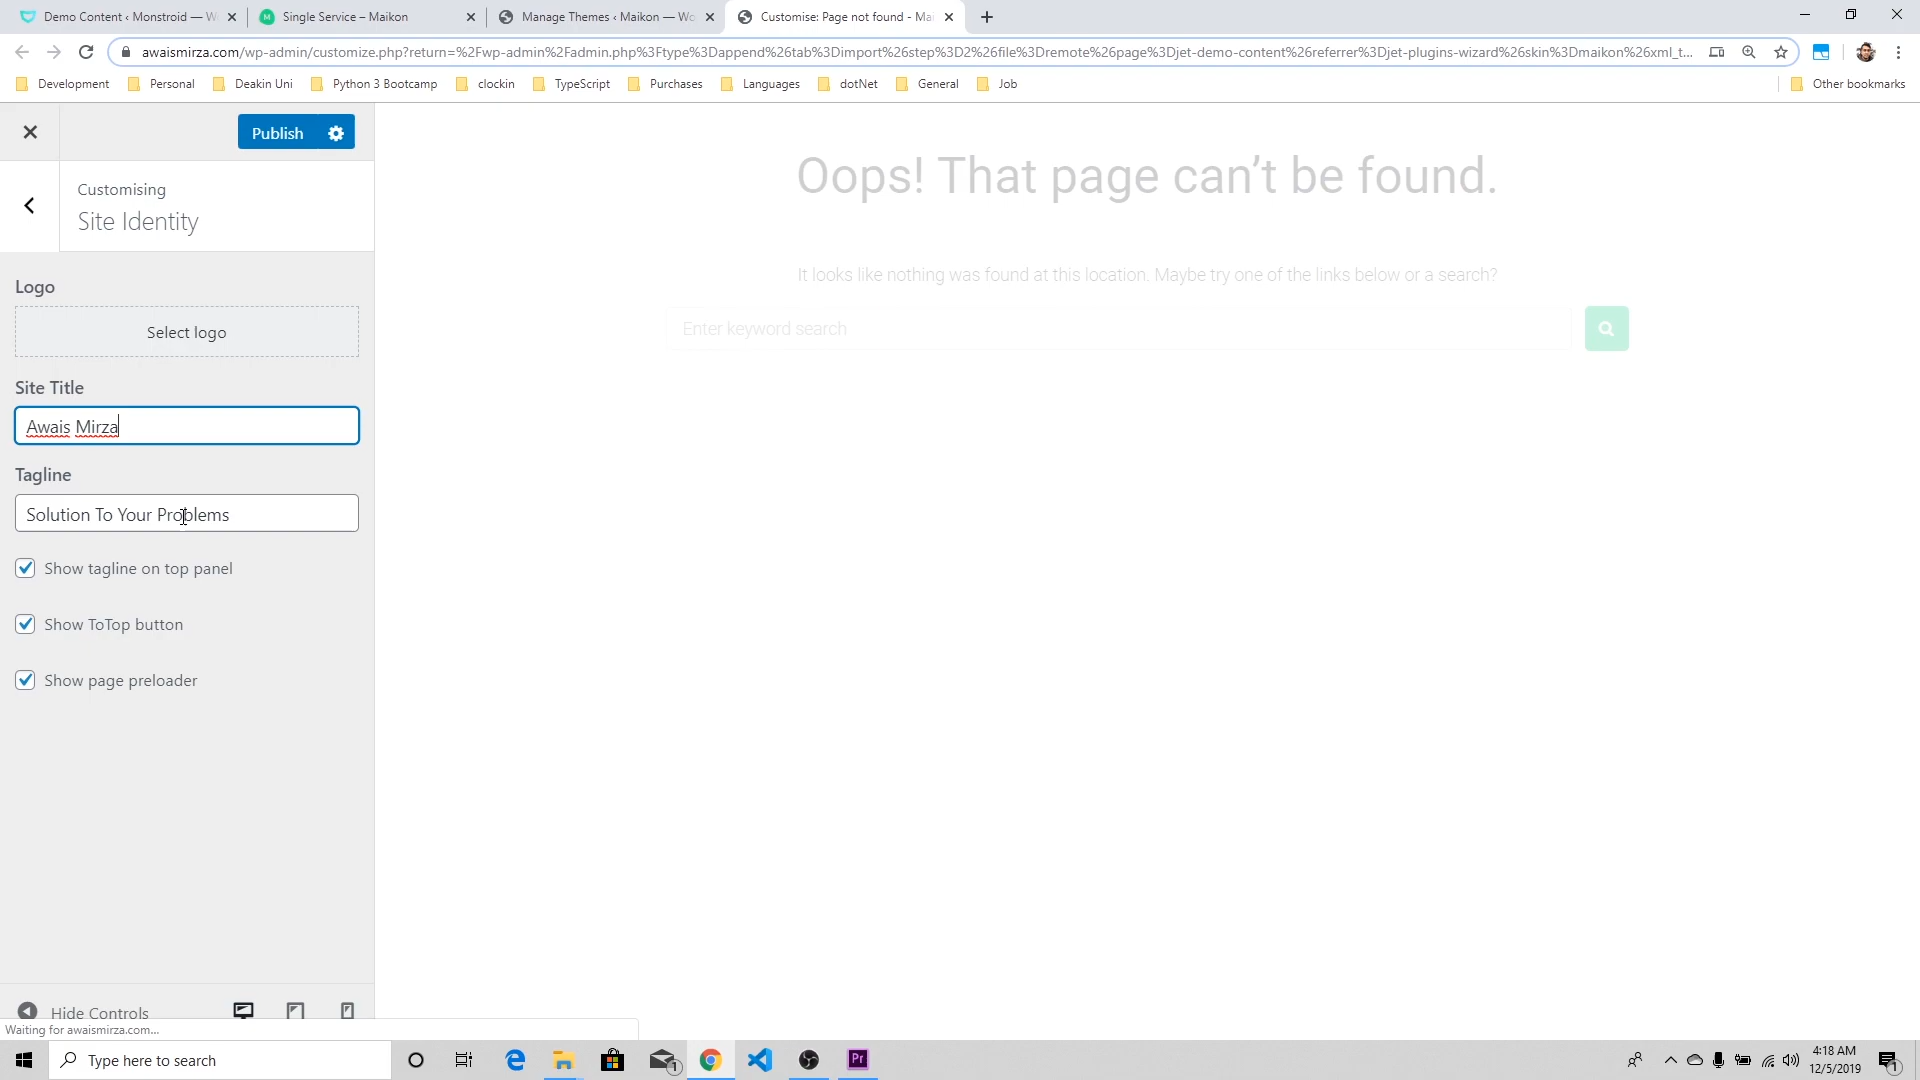 Demo Content ‹ Monstroid — W
Single Service – Maikon
Manage Themes ‹ Maikon — Wo
Customise: Page not found - Mai
awaismirza.com/wp-admin/customize.php?return=%2Fwp-admin%2Fadmin.php%3Ftype%3Dappend%26tab%3Dimport%26step%3D2%26file%3Dremote%26page%3Djet-demo-content%26referrer%3Djet-plugins-wizard%26skin%3Dmaikon%26xml_t...
Development
Personal
Deakin Uni
Python 3 Bootcamp
clockin
TypeScript
Purchases
Languages
dotNet
General
Job
Other bookmarks
Publish
Customising
Site Identity
Logo
Select logo
Site Title
Awais Mirza
Tagline
Solution To Your Problems
Show tagline on top panel
Show ToTop button
Show page preloader
Hide Controls
Waiting for awaismirza.com...
Oops! That page can’t be found.
It looks like nothing was found at this location. Maybe try one of the links below or a search?
Enter keyword search
Type here to search
Pr
4:18 AM
12/5/2019